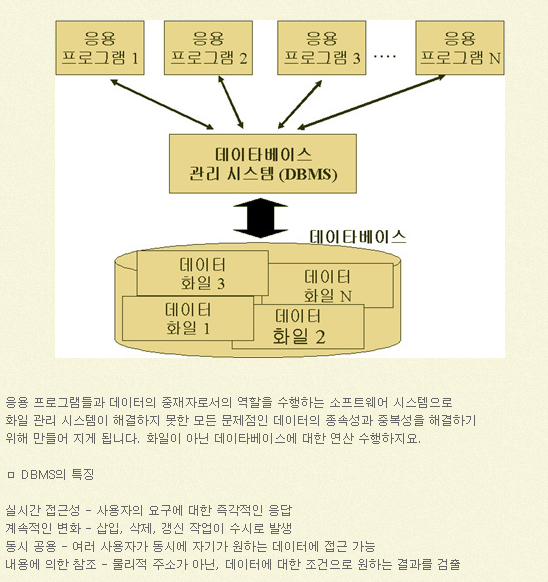 응용 프로그램 1
응용 프로그램 2
응용 프로그램 3
....
응용 프로그램 N
데이타베이스
관리 시스템 (DBMS)
데이타베이스
데이터 화일 3
데이터 화일 N
데이터 화일 1
데이터 화일 2
응용 프로그램들과 데이터의 중재자로서의 역할을 수행하는 소프트웨어 시스템으로
화일 관리 시스템이 해결하지 못한 모든 문제점인 데이터의 종속성과 중복성을 해결하기
위해 만들어 지게 됩니다. 화일이 아닌 데이타베이스에 대한 연산 수행하지요.
ㅁ DBMS의 특징
실시간 접근성 - 사용자의 요구에 대한 즉각적인 응답
계속적인 변화 - 삽입, 삭제, 갱신 작업이 수시로 발생
동시 공용 - 여러 사용자가 동시에 자기가 원하는 데이터에 접근 가능
내용에 의한 참조 - 물리적 주소가 아닌, 데이터에 대한 조건으로 원하는 결과를 검출